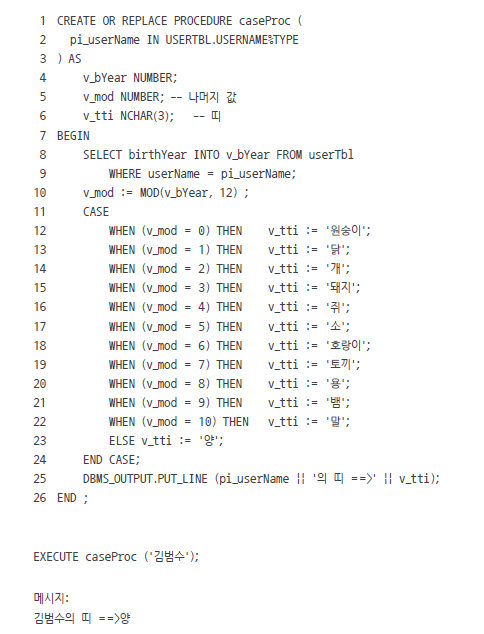 1 CREATE OR REPLACE PROCEDURE caseProc (
2 pi_userName IN USERTBL.USERNAME%TYPE
3 ) AS
4 v_bYear NUMBER;
5 v_mod NUMBER; -- 나머지 값
6 v_tti NCHAR(3); -- 띠
7 BEGIN
8 SELECT birthYear INTO v_bYear FROM userTbl
9 WHERE userName = pi_userName;
10 v_mod := MOD(v_bYear, 12) ;
11 CASE
12 WHEN (v_mod = 0) THEN v_tti := '원숭이';
13 WHEN (v_mod = 1) THEN v_tti := '닭';
14 WHEN (v_mod = 2) THEN v_tti := '개';
15 WHEN (v_mod = 3) THEN v_tti := '돼지';
16 WHEN (v_mod = 4) THEN v_tti := '쥐';
17 WHEN (v_mod = 5) THEN v_tti := '소';
18 WHEN (v_mod = 6) THEN v_tti := '호랑이';
19 WHEN (v_mod = 7) THEN v_tti := '토끼';
20 WHEN (v_mod = 8) THEN v_tti := '용';
21 WHEN (v_mod = 9) THEN v_tti := '뱀';
22 WHEN (v_mod = 10) THEN v_tti := '말';
23 ELSE v_tti := '양';
24 END CASE;
25 DBMS_OUTPUT.PUT_LINE (pi_userName || '의 띠 ==>' || v_tti);
26 END ;
EXECUTE caseProc ('김범수');
메시지:
김범수의 띠 ==>양